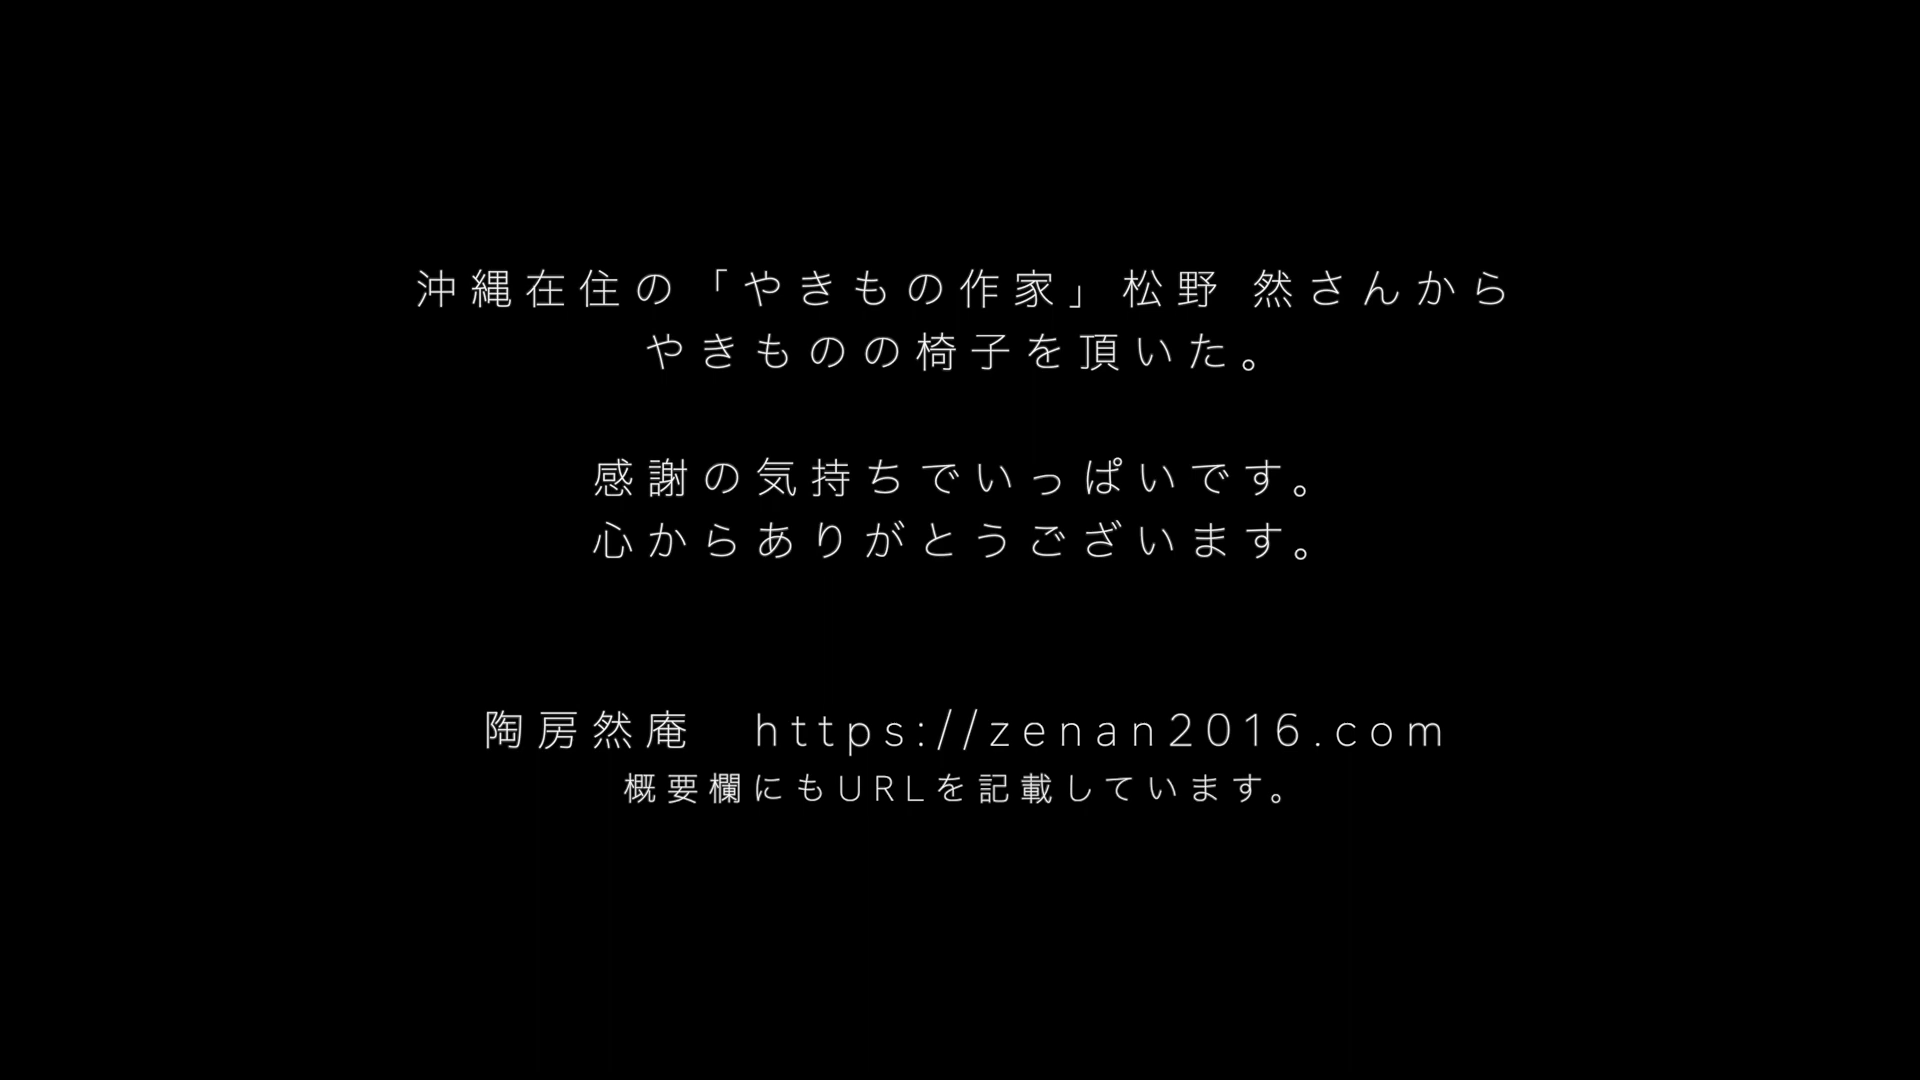 沖縄在住の「やきもの作家」松野 然さんから
やきものの椅子を頂いた。
感謝の気持ちでいっぱいです。
心からありがとうございます。
陶房然庵　https://zenan2016.com
概要欄にもURLを記載しています。